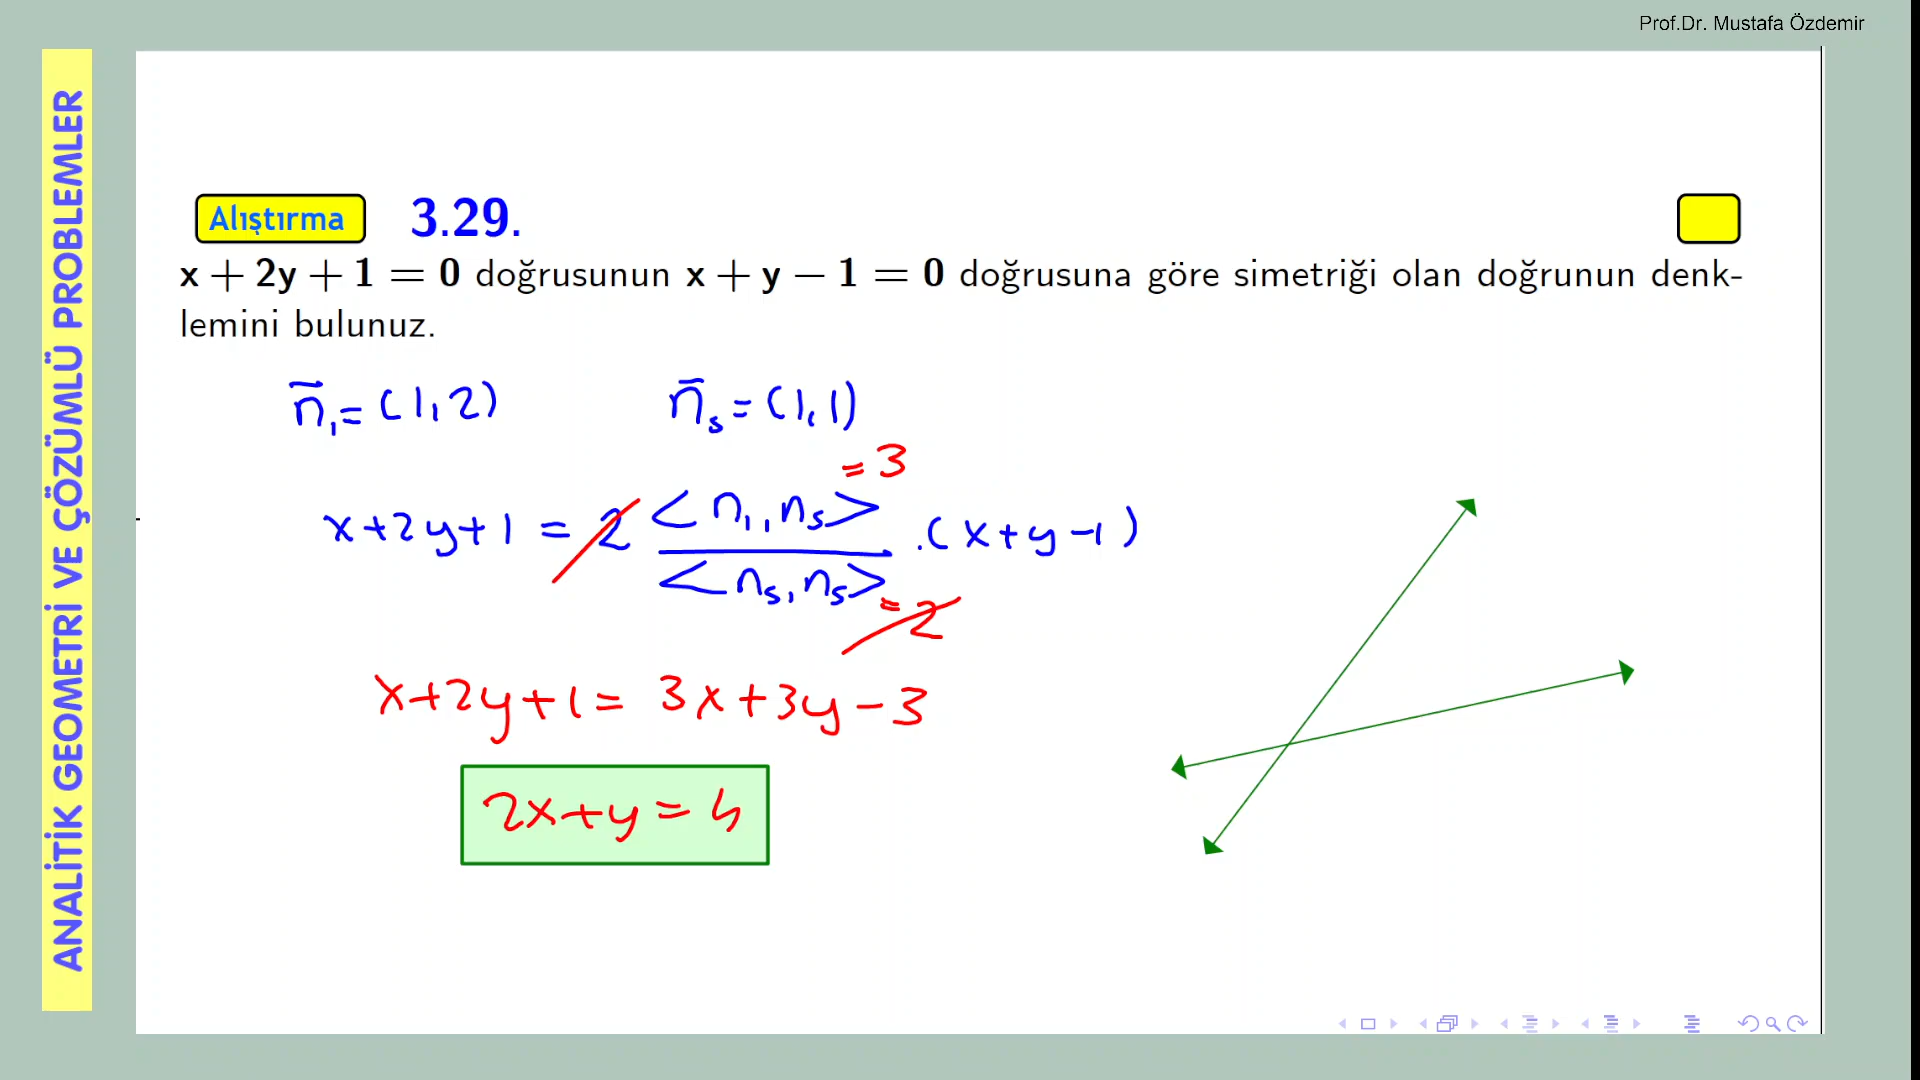 Prof.Dr. Mustafa Özdemir
ANALİTİK GEOMETRİ VE ÇÖZÜMLÜ PROBLEMLER
Alıştırma 3.29.
x + 2y + 1 = 0 doğrusunun x + y − 1 = 0 doğrusuna göre simetriği olan doğrunun denk-
lemini bulunuz.
n̄₁ = (1,2) n̄ₛ = (1,1)
= 3
x+2y+1 = 2 <n₁,nₛ> / <nₛ,nₛ> .(x+y-1)
= 2
x+2y+1 = 3x+3y-3
2x+y = 4